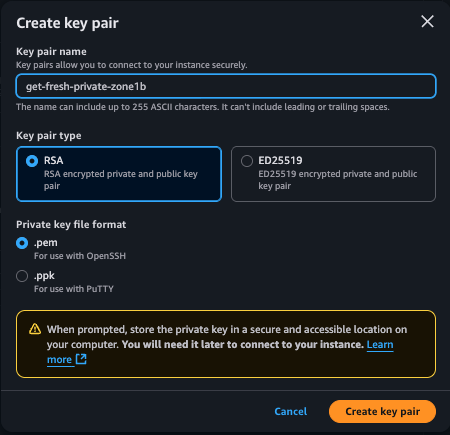 Create key pair
Key pair name
Key pairs allow you to connect to your instance securely.
get-fresh-private-zone1b
The name can include up to 255 ASCII characters. It can't include leading or trailing spaces.
Key pair type
RSA
RSA encrypted private and public key
pair
ED25519
ED25519 encrypted private and public
key pair
Private key file format
.pem
For use with OpenSSH
.ppk
For use with PuTTY
When prompted, store the private key in a secure and accessible location on
your computer. You will need it later to connect to your instance. Learn
more
Cancel
Create key pair